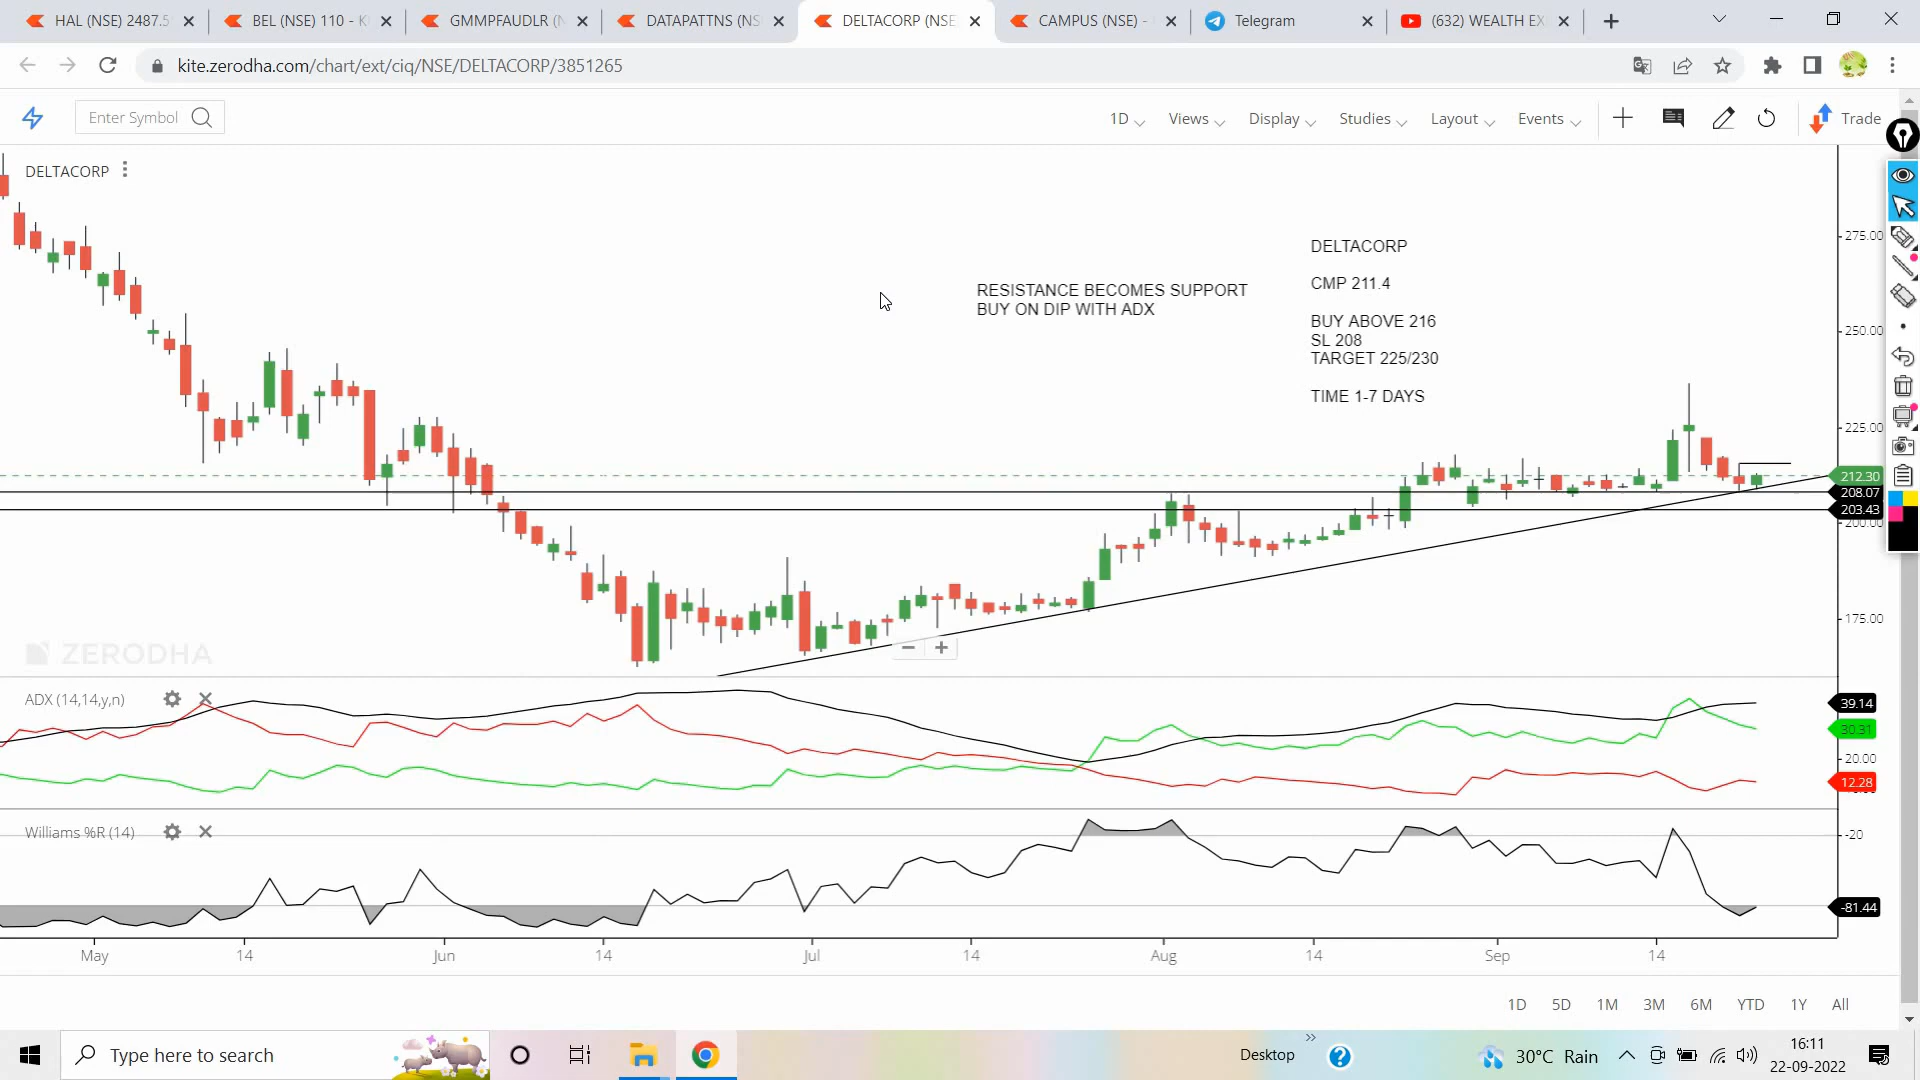 HAL (NSE) 2487.5
BEL (NSE) 110 - K
GMMPFAUDLR (N
DATAPATTNS (NS
DELTACORP (NSE
CAMPUS (NSE) -
Telegram
(632) WEALTH EX
kite.zerodha.com/chart/ext/ciq/NSE/DELTACORP/3851265
Enter Symbol
1D
Views
Display
Studies
Layout
Events
Trade
DELTACORP
DELTACORP
CMP 211.4
BUY ABOVE 216
SL 208
TARGET 225/230
TIME 1-7 DAYS
RESISTANCE BECOMES SUPPORT
BUY ON DIP WITH ADX
275.00
250.00
225.00
212.30
208.07
203.43
200.00
175.00
ZERODHA
ADX (14,14,y,n)
39.14
30.31
20.00
12.28
Williams %R (14)
-20
-81.44
May
14
Jun
14
Jul
14
Aug
14
Sep
14
1D
5D
1M
3M
6M
YTD
1Y
All
Type here to search
Desktop
30°C Rain
16:11
22-09-2022